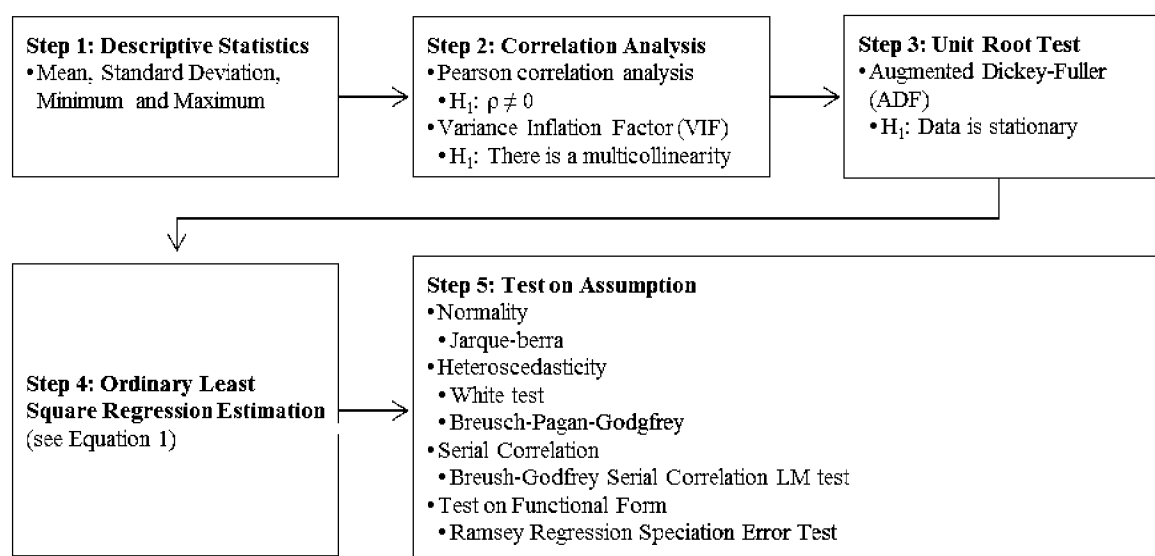 Step 1: Descriptive Statistics
•Mean, Standard Deviation,
Minimum and Maximum
Step 2: Correlation Analysis
•Pearson correlation analysis
•H₁: ρ ≠ 0
•Variance Inflation Factor (VIF)
•H₁: There is a multicollinearity
Step 3: Unit Root Test
•Augmented Dickey-Fuller
(ADF)
•H₁: Data is stationary
Step 4: Ordinary Least
Square Regression Estimation
(see Equation 1)
Step 5: Test on Assumption
•Normality
•Jarque-berra
•Heteroscedasticity
•White test
•Breusch-Pagan-Godgfrey
•Serial Correlation
•Breush-Godfrey Serial Correlation LM test
•Test on Functional Form
•Ramsey Regression Speciation Error Test